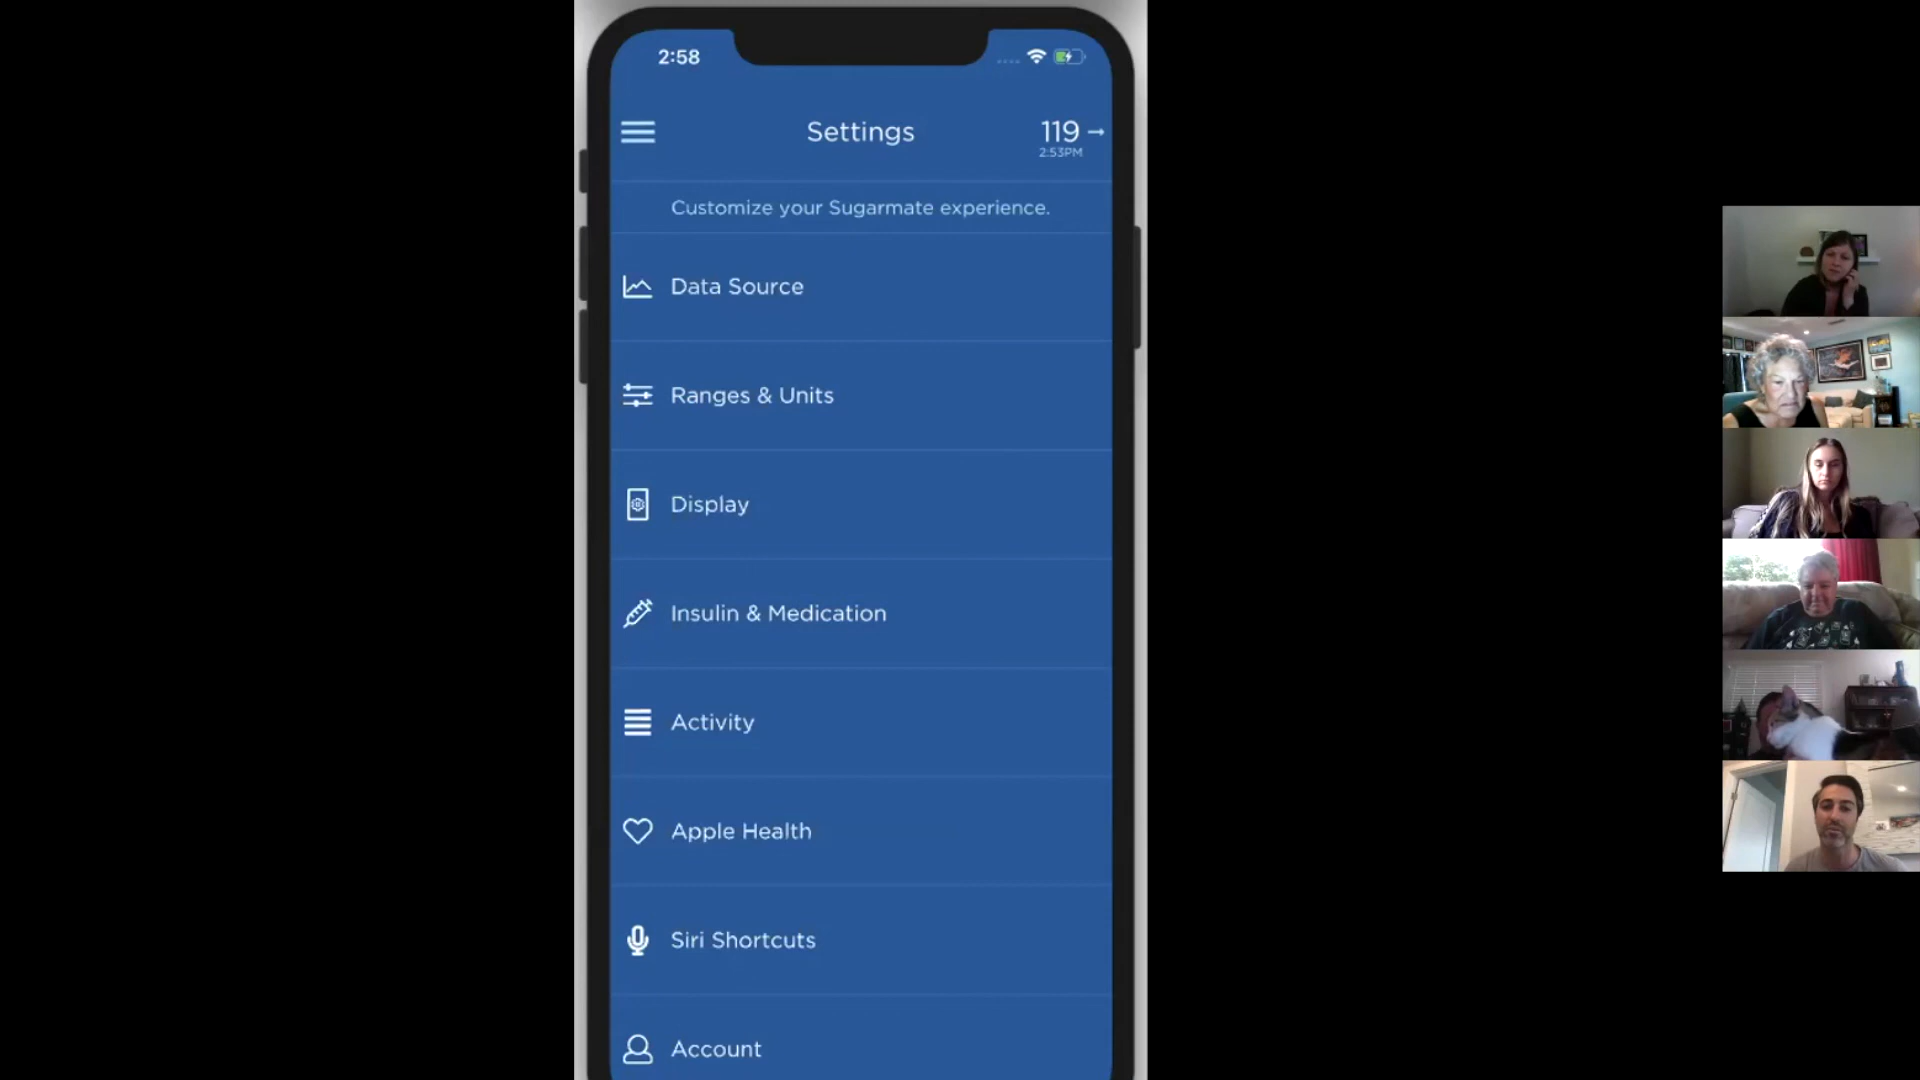 2:58
Settings
119 →
2:53PM
Customize your Sugarmate experience.
Data Source
Ranges & Units
Display
Insulin & Medication
Activity
Apple Health
Siri Shortcuts
Account